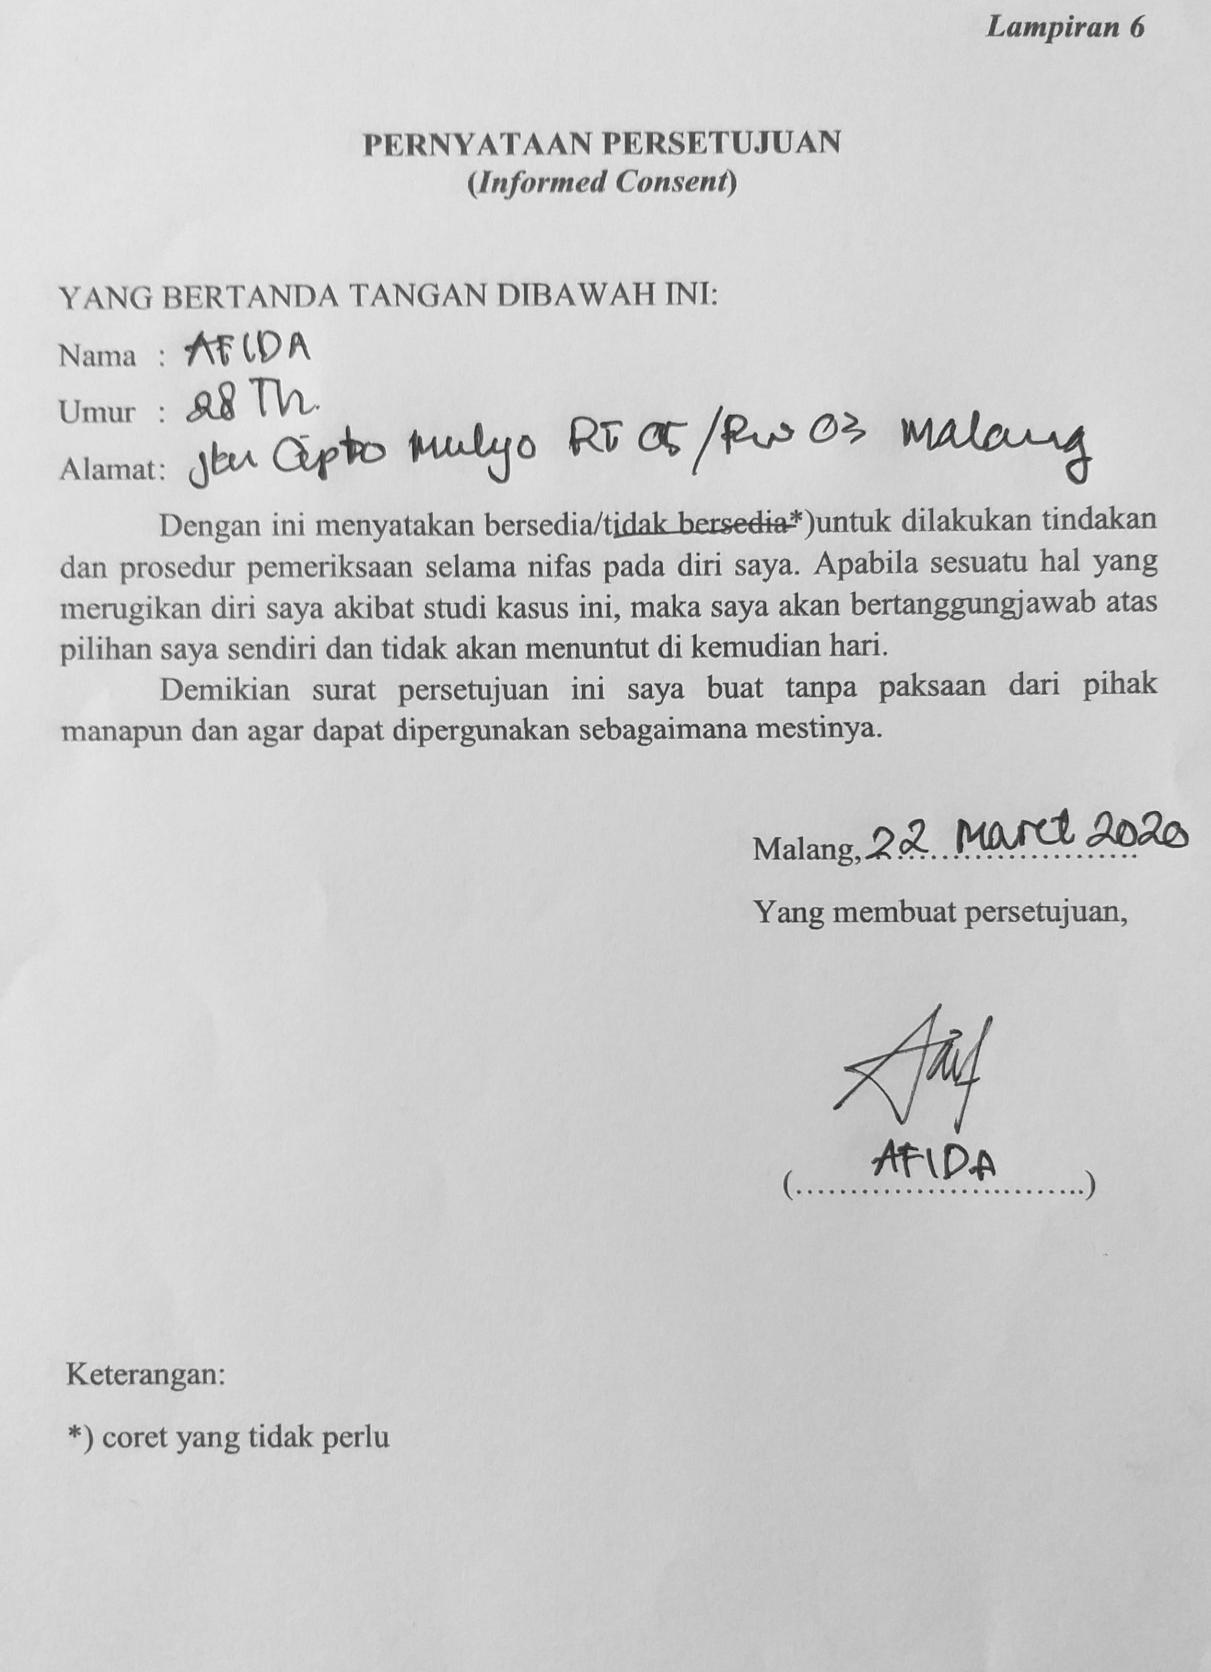 Lampiran 6
PERNYATAAN PERSETUJUAN
(Informed Consent)
YANG BERTANDA TANGAN DIBAWAH INI:
Nama : AFIDA
Umur : 28 Th.
Alamat: Cipto Mulyo RT 05/RW 03 Malang
Dengan ini menyatakan bersedia/tidak bersedia*)untuk dilakukan tindakan
dan prosedur pemeriksaan selama nifas pada diri saya. Apabila sesuatu hal yang
merugikan diri saya akibat studi kasus ini, maka saya akan bertanggungjawab atas
pilihan saya sendiri dan tidak akan menuntut di kemudian hari.
Demikian surat persetujuan ini saya buat tanpa paksaan dari pihak
manapun dan agar dapat dipergunakan sebagaimana mestinya.
Malang, 22 Maret 2020
Yang membuat persetujuan,
AFIDA
(............................)
Keterangan:
*) coret yang tidak perlu